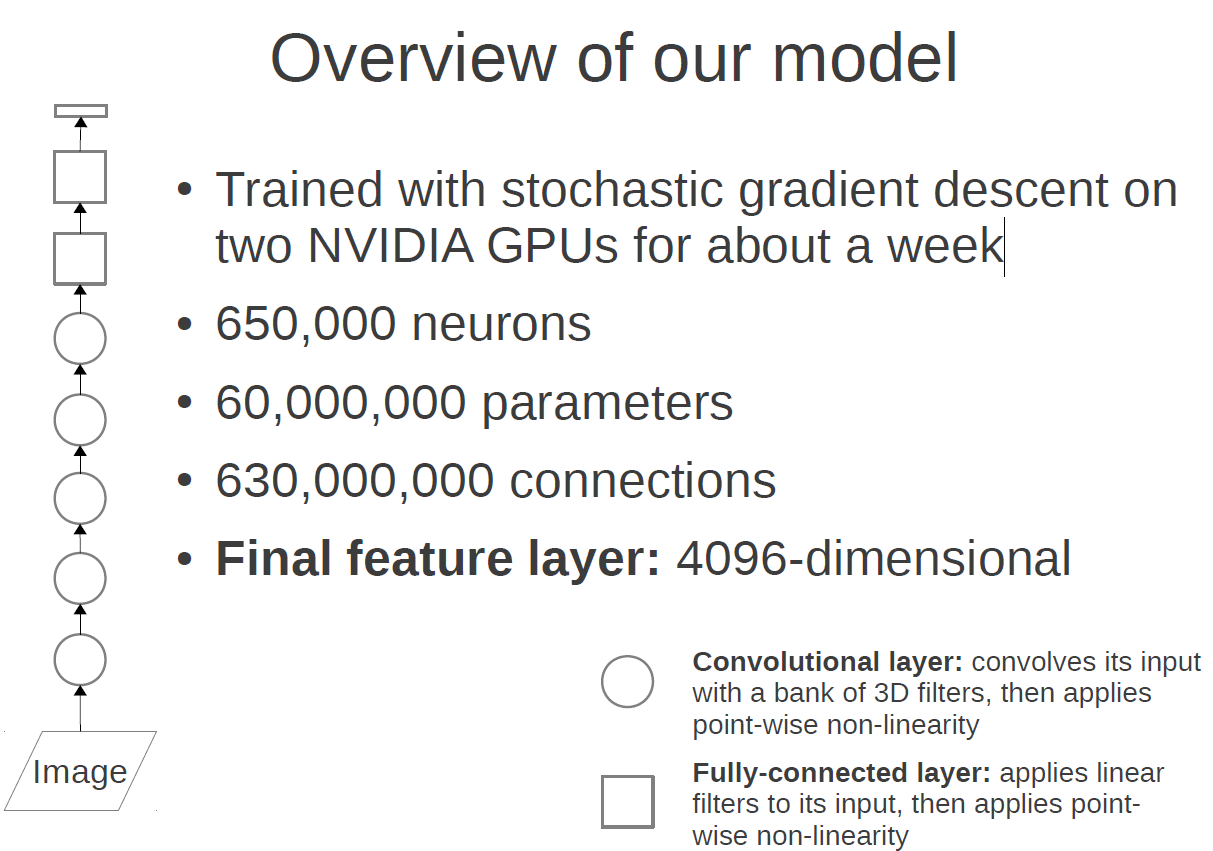 Overview of our model
• Trained with stochastic gradient descent on
two NVIDIA GPUs for about a week
• 650,000 neurons
• 60,000,000 parameters
• 630,000,000 connections
• Final feature layer: 4096-dimensional
Image
Convolutional layer: convolves its input
with a bank of 3D filters, then applies
point-wise non-linearity
Fully-connected layer: applies linear
filters to its input, then applies point-
wise non-linearity